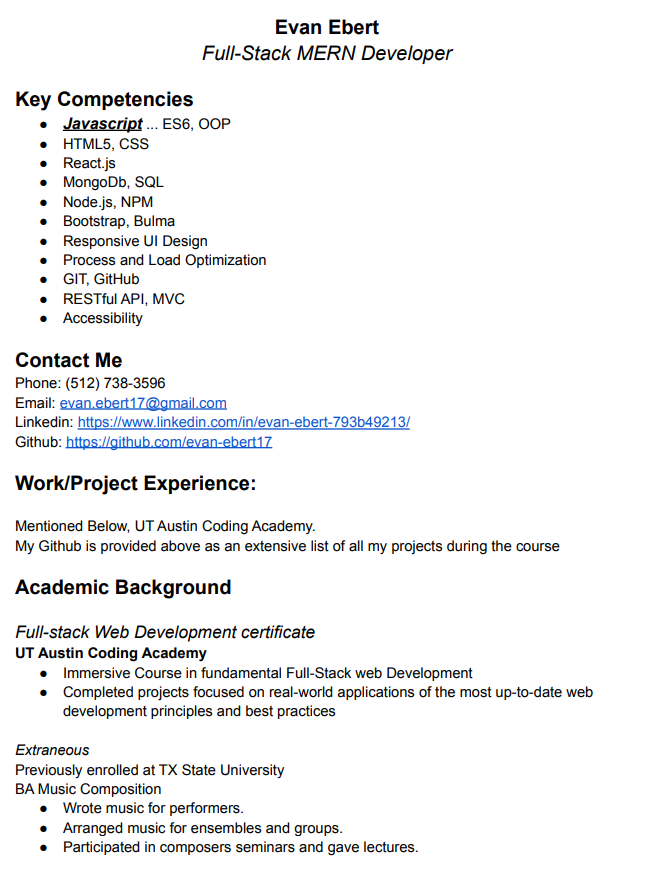 Evan Ebert
Full-Stack MERN Developer
Key Competencies
● Javascript ... ES6, OOP
● HTML5, CSS
● React.js
● MongoDb, SQL
● Node.js, NPM
● Bootstrap, Bulma
● Responsive UI Design
● Process and Load Optimization
● GIT, GitHub
● RESTful API, MVC
● Accessibility
Contact Me
Phone: (512) 738-3596
Email: evan.ebert17@gmail.com
Linkedin: https://www.linkedin.com/in/evan-ebert-793b49213/
Github: https://github.com/evan-ebert17
Work/Project Experience:
Mentioned Below, UT Austin Coding Academy.
My Github is provided above as an extensive list of all my projects during the course
Academic Background
Full-stack Web Development certificate
UT Austin Coding Academy
● Immersive Course in fundamental Full-Stack web Development
● Completed projects focused on real-world applications of the most up-to-date web
development principles and best practices
Extraneous
Previously enrolled at TX State University
BA Music Composition
● Wrote music for performers.
● Arranged music for ensembles and groups.
● Participated in composers seminars and gave lectures.